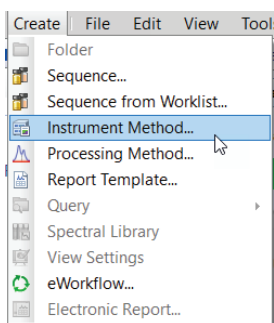 Create File Edit View Tool
Folder
Sequence...
Sequence from Worklist...
Instrument Method...
Processing Method...
Report Template...
Query
Spectral Library
View Settings
eWorkflow...
Electronic Report...